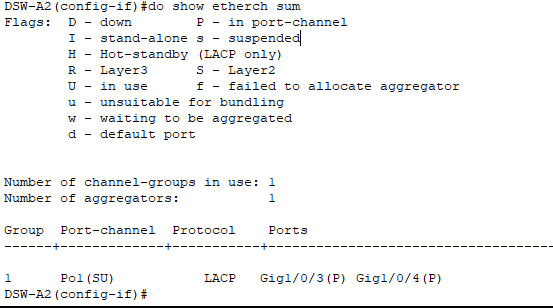 DSW-A2(config-if)#do show etherch sum
Flags:  D - down        P - in port-channel
        I - stand-alone s - suspended
        H - Hot-standby (LACP only)
        R - Layer3      S - Layer2
        U - in use      f - failed to allocate aggregator
        u - unsuitable for bundling
        w - waiting to be aggregated
        d - default port
Number of channel-groups in use: 1
Number of aggregators:           1
Group  Port-channel  Protocol    Ports
------+-------------+-----------+----------------------------------
1      Po1(SU)           LACP   Gig1/0/3(P) Gig1/0/4(P)
DSW-A2(config-if)#